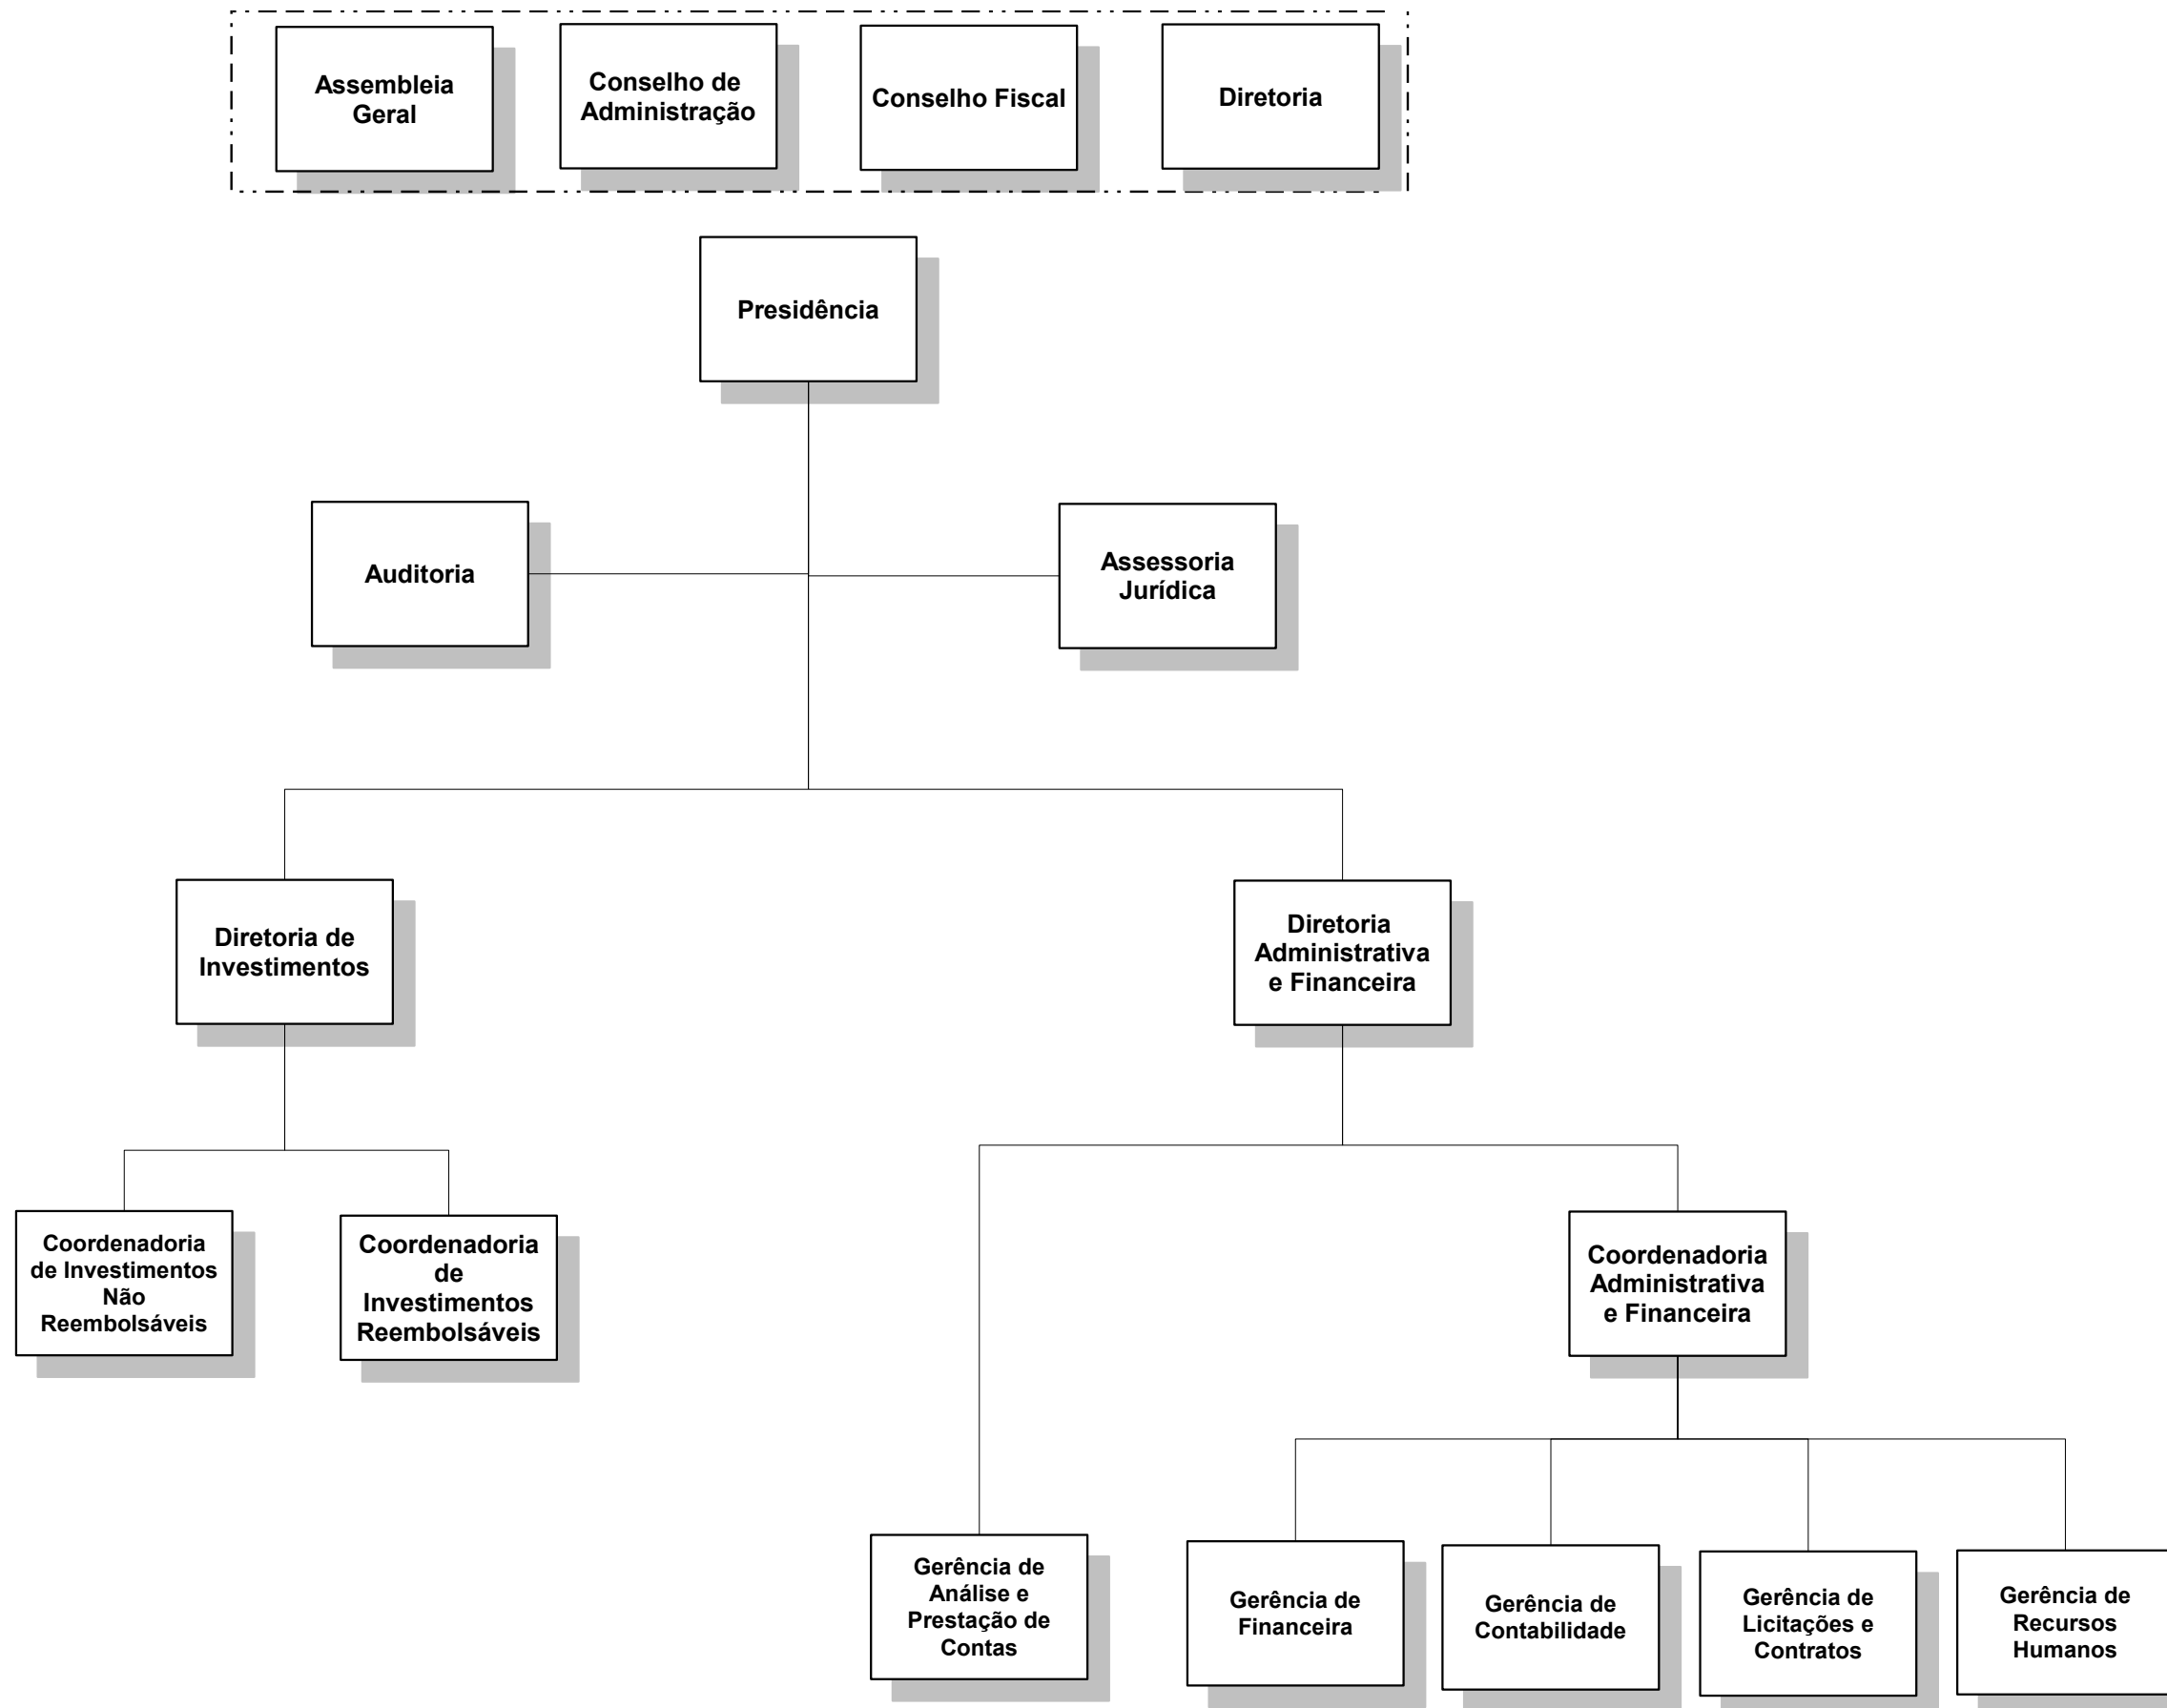 Assembleia
Geral
Conselho de
Administração
Conselho Fiscal
Diretoria
Presidência
Auditoria
Assessoria
Jurídica
Diretoria de
Investimentos
Diretoria
Administrativa
e Financeira
Coordenadoria
de Investimentos
Não
Reembolsáveis
Coordenadoria
de
Investimentos
Reembolsáveis
Coordenadoria
Administrativa
e Financeira
Gerência de
Análise e
Prestação de
Contas
Gerência de
Financeira
Gerência de
Contabilidade
Gerência de
Licitações e
Contratos
Gerência de
Recursos
Humanos